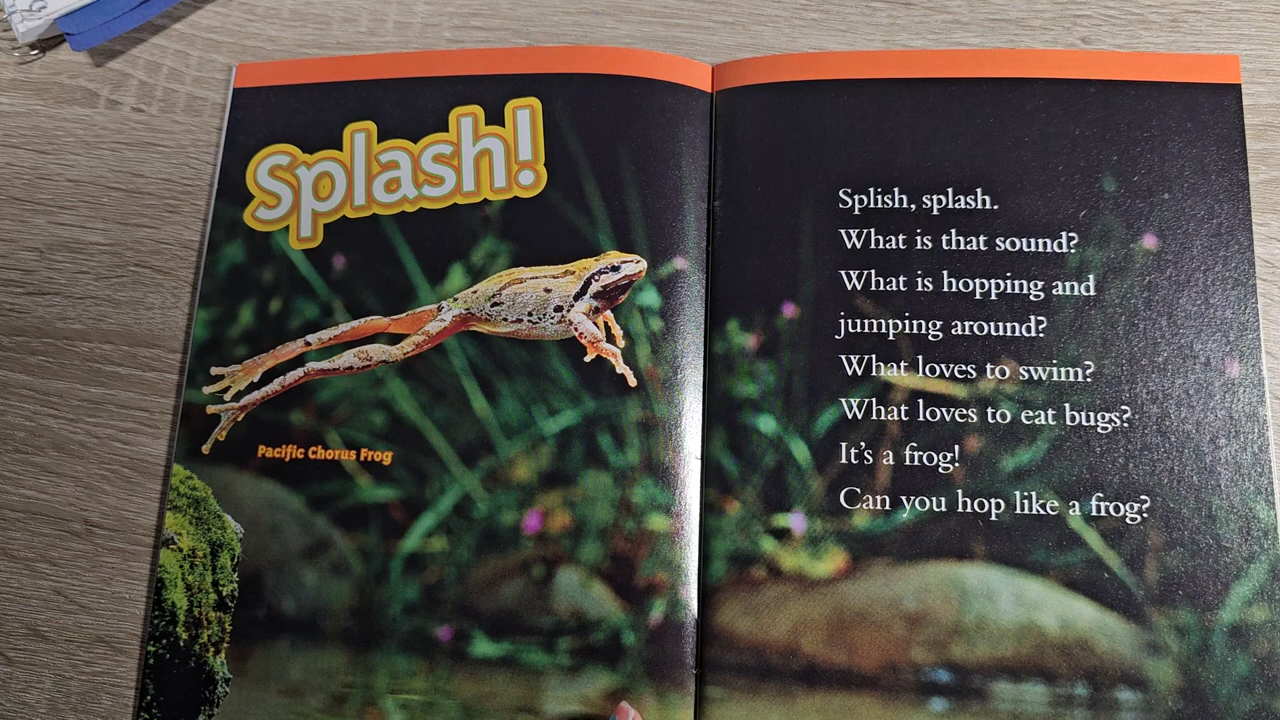 Splash!
Pacific Chorus Frog
Splish, splash.
What is that sound?
What is hopping and
jumping around?
What loves to swim?
What loves to eat bugs?
It's a frog!
Can you hop like a frog?